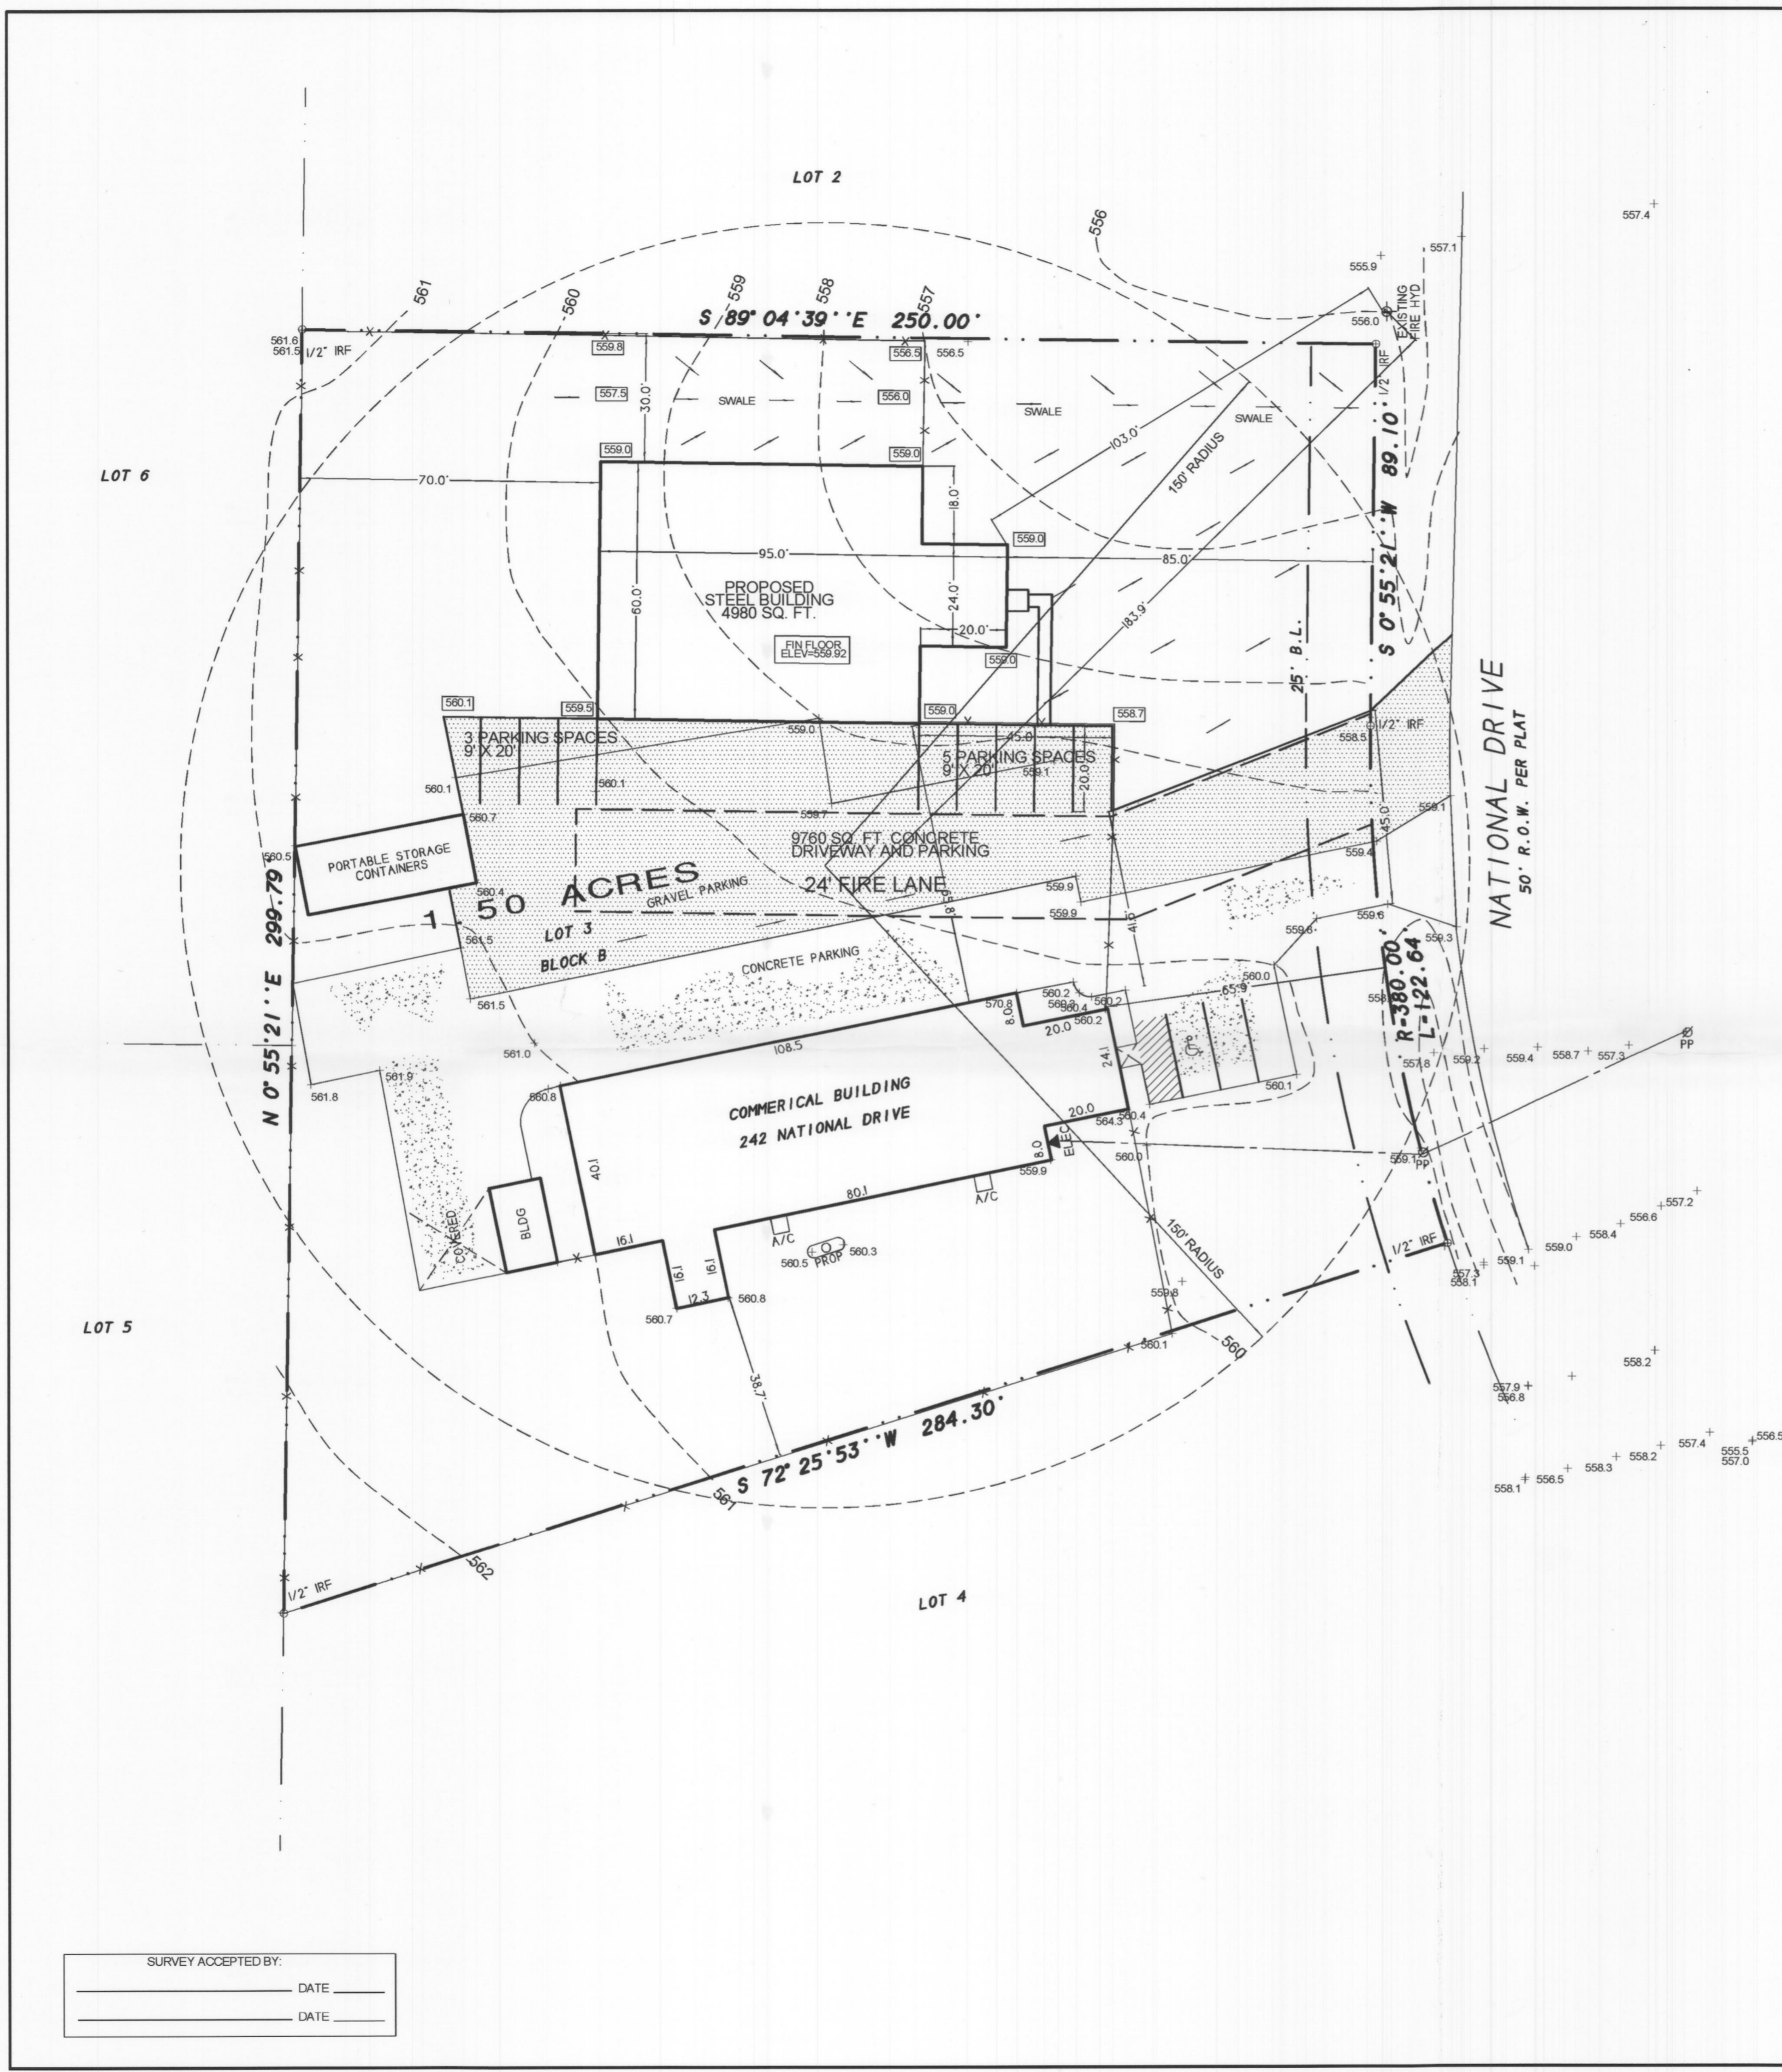 LOT 2
556
557.4
557.1
555.9
561
560
559
558
557
S 89° 04'39''E 250.00'
556.0
EXISTING
FIRE HYD
561.6
561.5
1/2" IRF
559.8
556.5
556.5
1/2" IRF
557.5
30.0'
SWALE
556.0
SWALE
SWALE
559.0
559.0
103.0'
150' RADIUS
S 0° 55'21''W 89.10'
LOT 6
70.0'
18.0'
559.0
95.0'
85.0'
PROPOSED
STEEL BUILDING
4980 SQ. FT.
60.0'
24.0'
183.9'
20.0'
FIN FLOOR
ELEV=559.92
559.0
25' B.L.
NATIONAL DRIVE
50' R.O.W. PER PLAT
560.1
559.5
559.0
559.0
558.7
1/2" IRF
558.5
3 PARKING SPACES
9' X 20'
45.0'
5 PARKING SPACES
9' X 20'
559.1
20.0'
560.1
560.1
560.7
559.7
559.1
45.0'
9760 SQ. FT. CONCRETE
DRIVEWAY AND PARKING
559.4
560.5
PORTABLE STORAGE
CONTAINERS
560.4
1.50 ACRES
GRAVEL PARKING
24' FIRE LANE
559.9
65.8'
559.9
559.6
559.8
559.3
N 0° 55'21''E 299.79'
LOT 3
BLOCK B
561.5
CONCRETE PARKING
R=380.00'
L=122.64'
561.5
570.8
560.2
560.4
560.2
560.2
560.0
65.9
8.0
20.0
561.0
108.5
24.1
557.8
559.2
559.4
558.7
557.3
PP
561.8
561.9
560.8
560.1
COMMERICAL BUILDING
242 NATIONAL DRIVE
20.0
560.4
564.3
8.0
ELEC
560.0
559.1
PP
559.9
40.1
80.1
A/C
BLDG
COVERED
16.1
A/C
16.1
16.1
560.5
PROP
560.3
150' RADIUS
1/2" IRF
557.2
556.6
558.4
559.0
559.1
557.3
558.1
12.3
560.8
560.7
559.8
LOT 5
560.1
560
38.7'
558.2
557.9
556.8
S 72° 25'53''W 284.30'
561
562
557.4
556.5
555.5
557.0
558.2
558.3
556.5
558.1
1/2" IRF
LOT 4
SURVEY ACCEPTED BY:
DATE
DATE